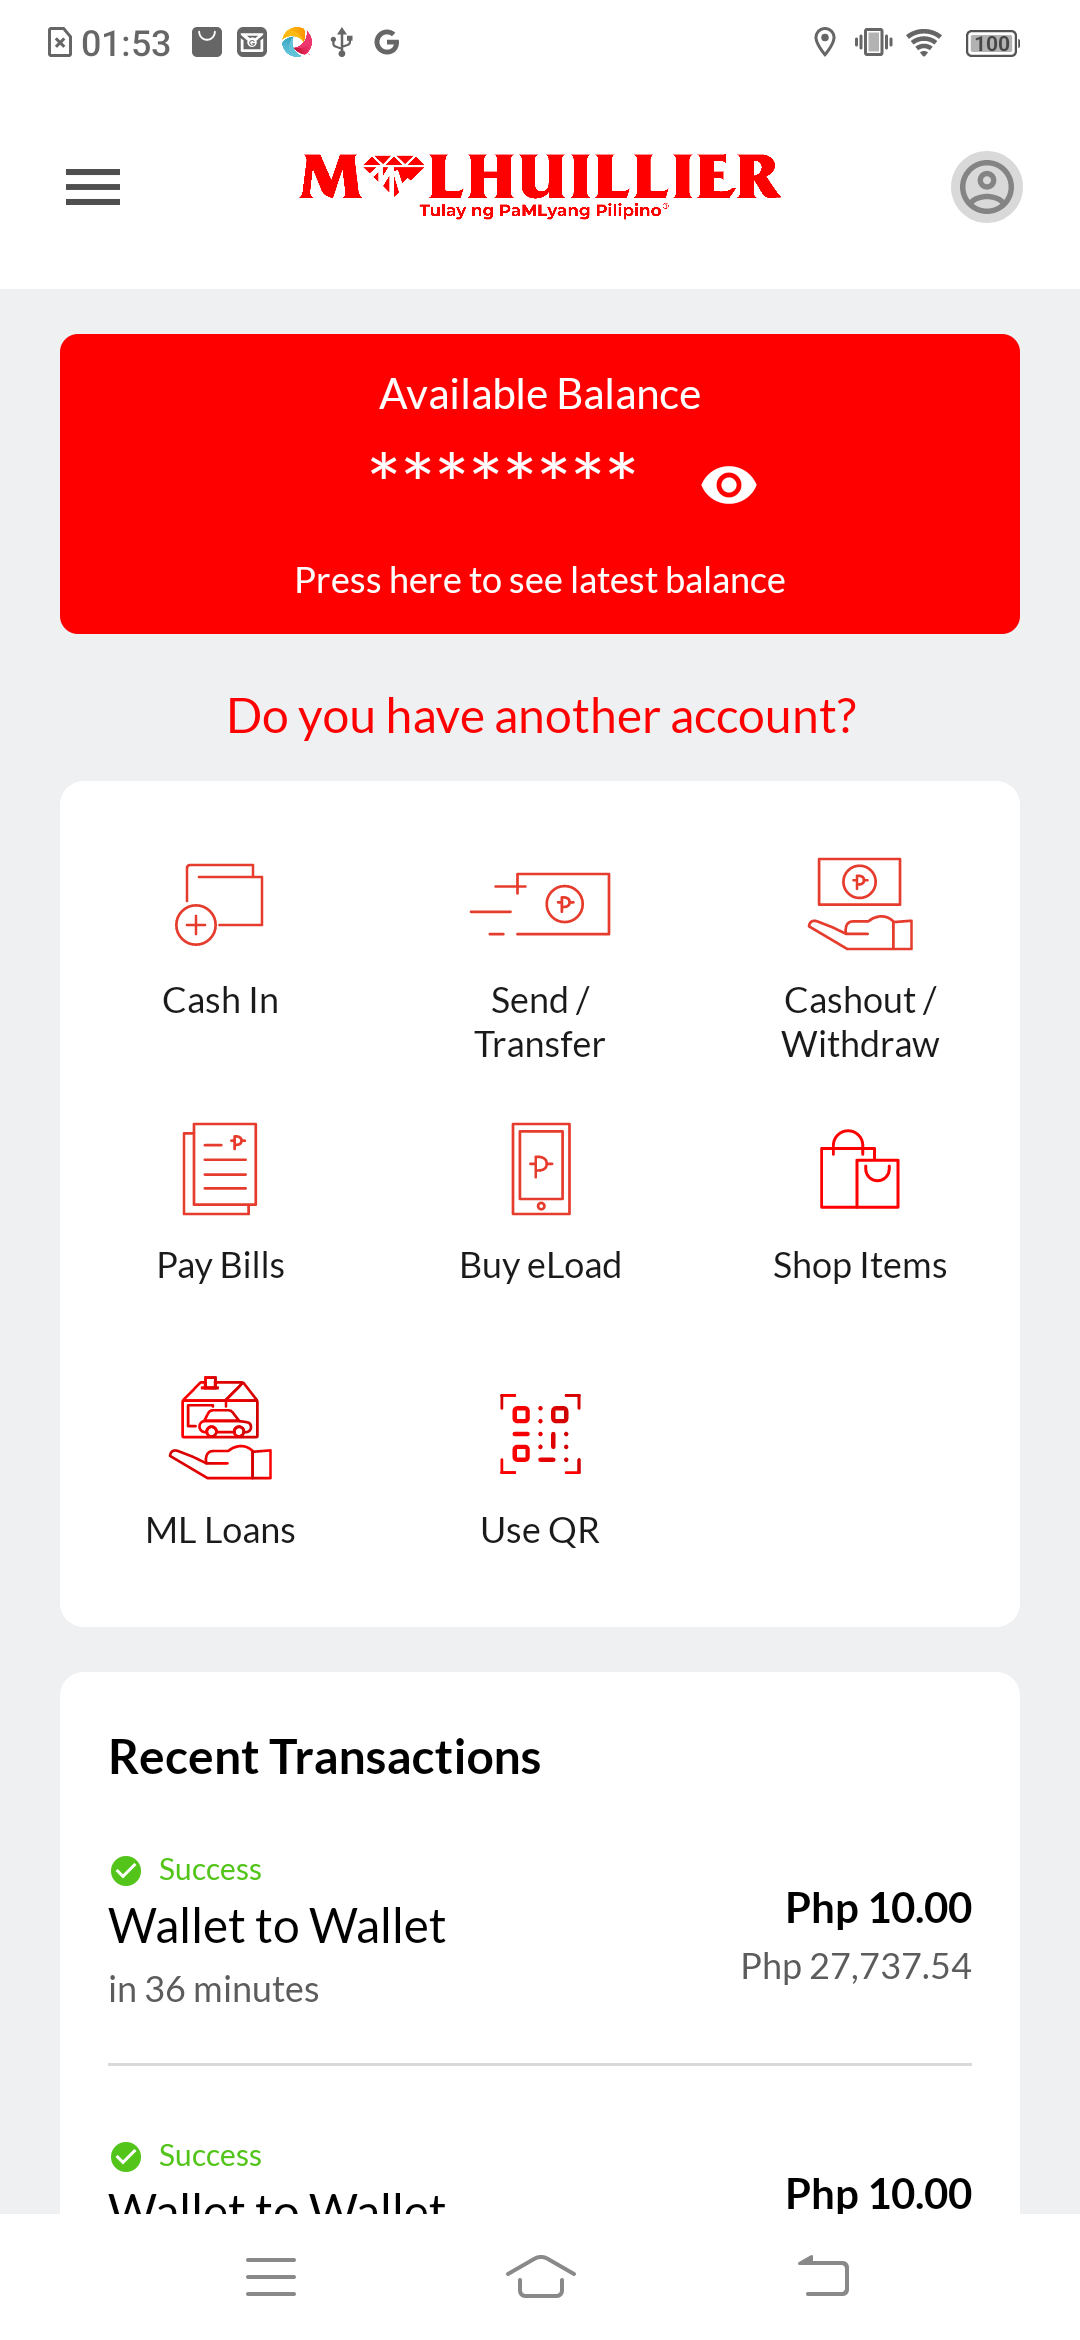 01:53
100
M LHUILLIER
Tulay ng PaMLyang Pilipino
Available Balance
********
Press here to see latest balance
Do you have another account?
Cash In
Send /
Transfer
Cashout /
Withdraw
Pay Bills
Buy eLoad
Shop Items
ML Loans
Use QR
Recent Transactions
Success
Wallet to Wallet
Php 10.00
in 36 minutes
Php 27,737.54
Success
Wallet to Wallet
Php 10.00